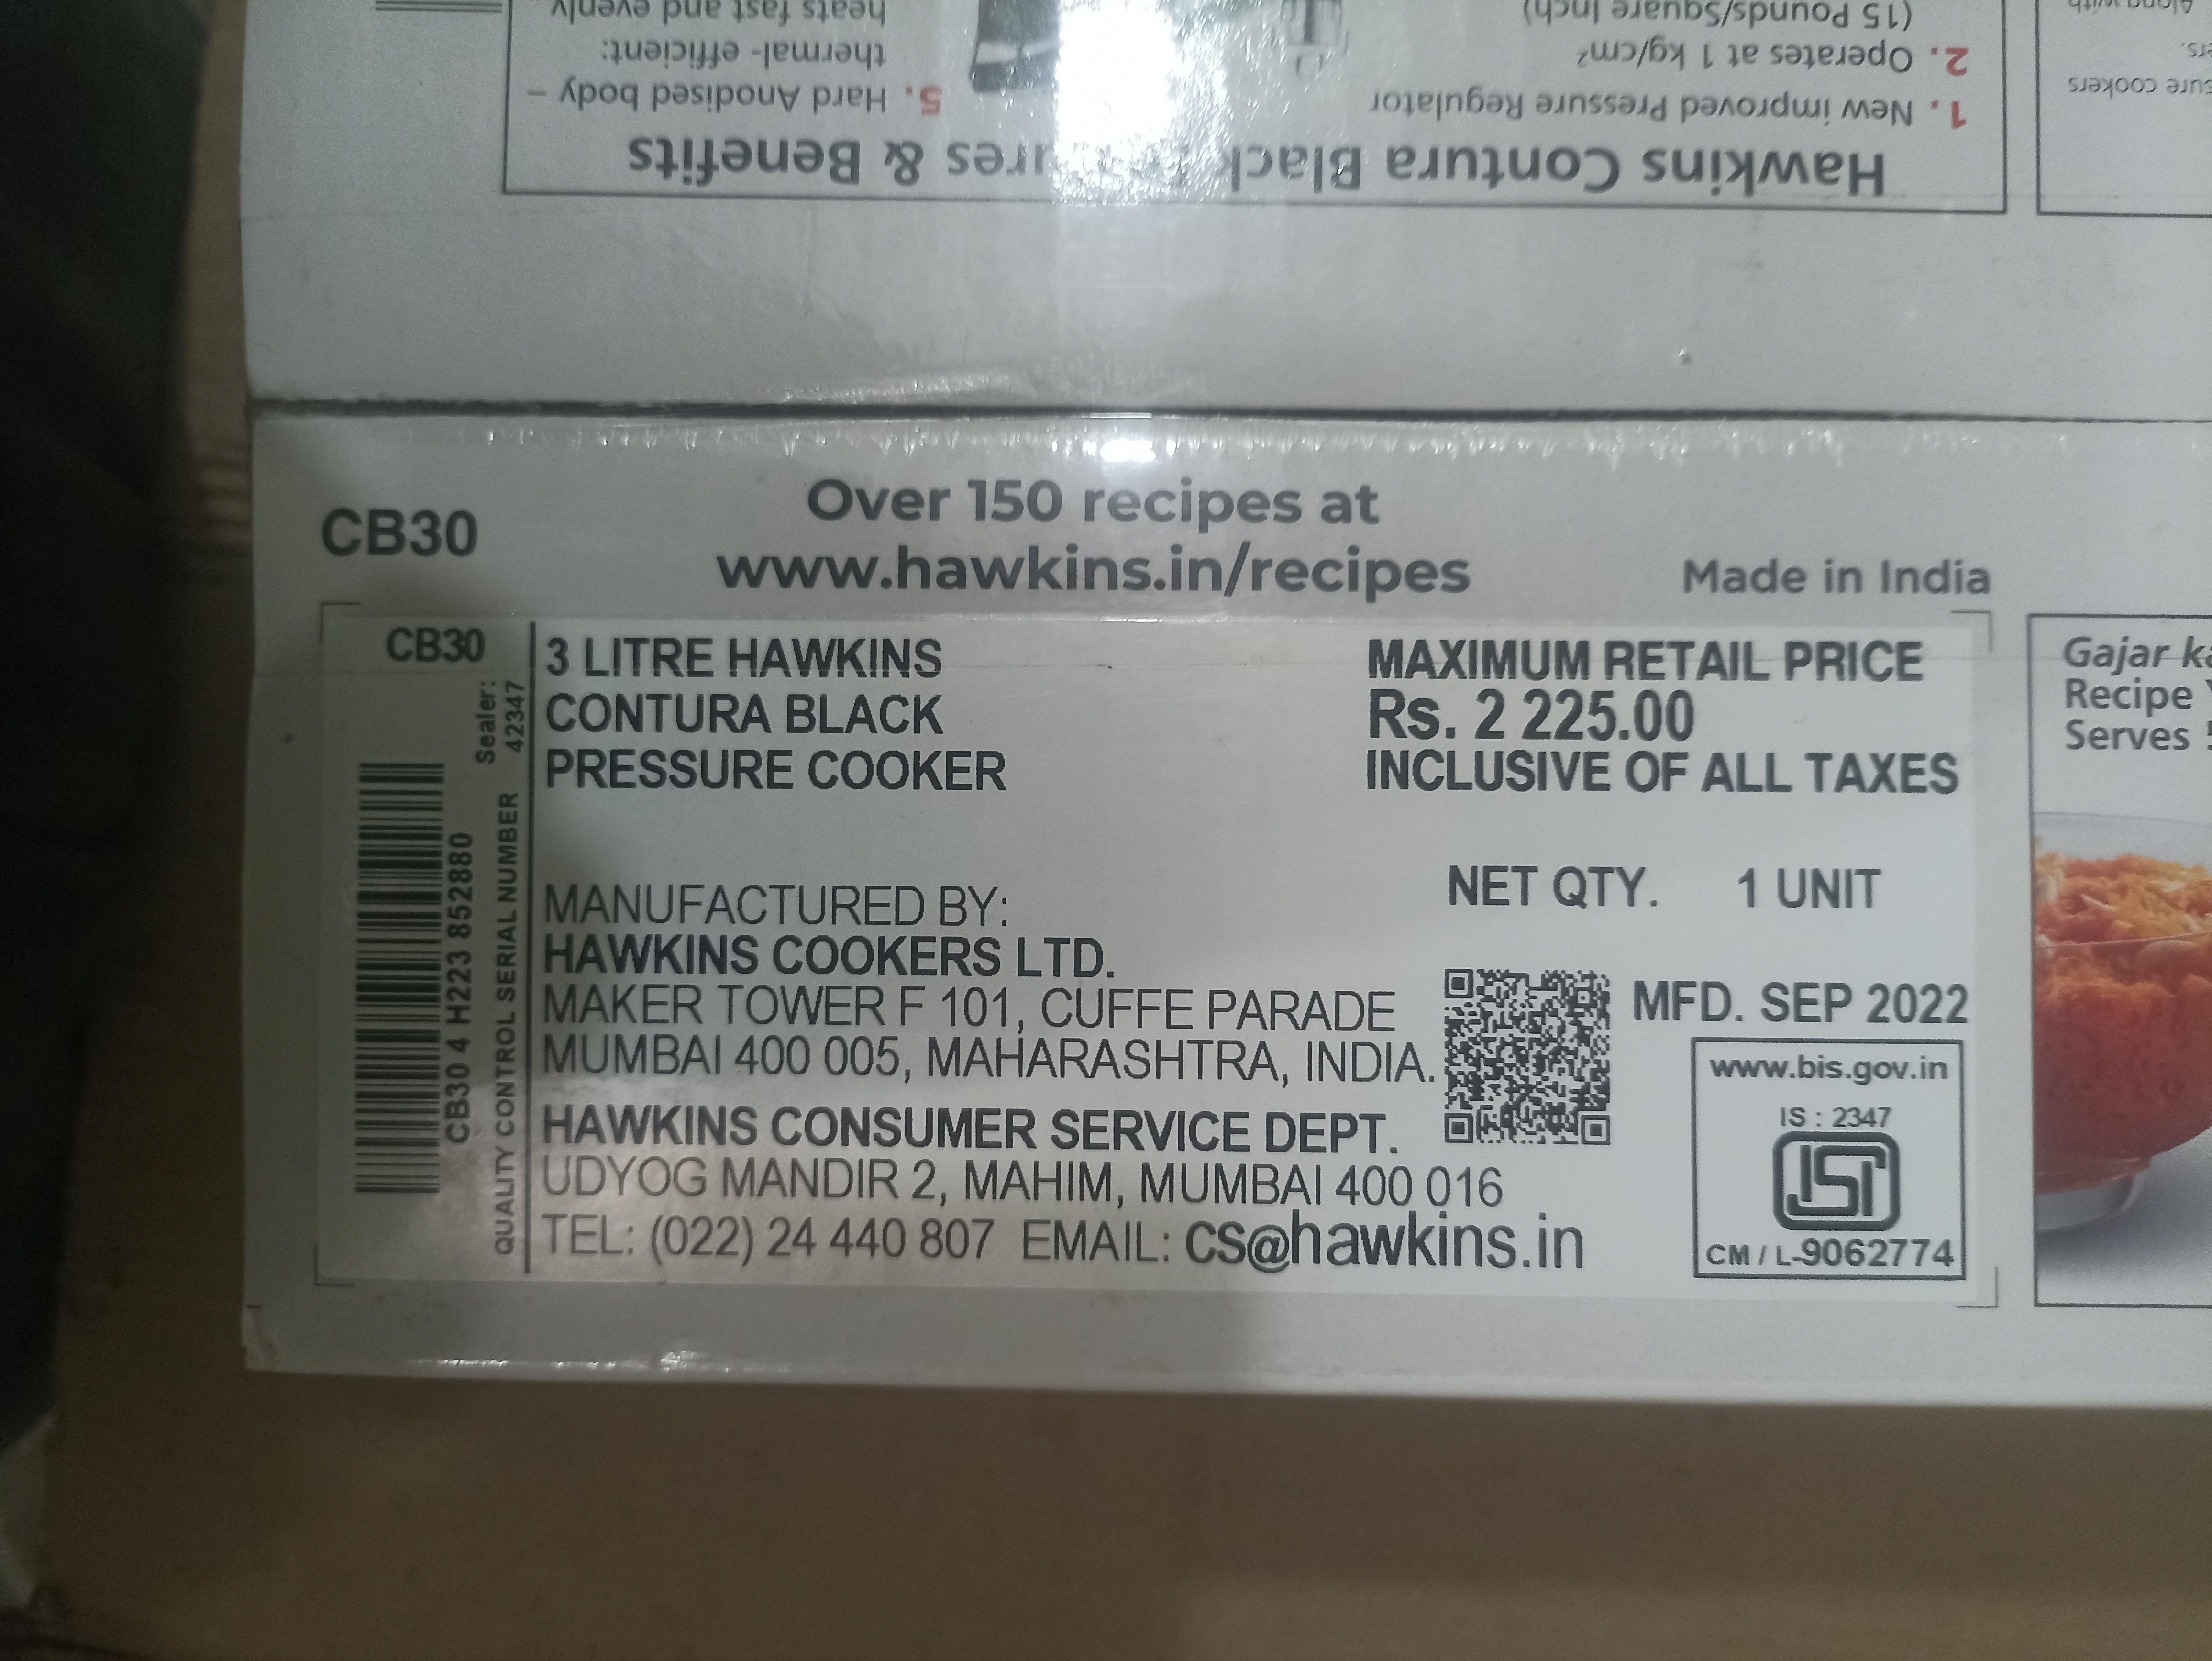 Hawkins Contura Black & Benefits
1. New improved Pressure Regulator
2. Operates at 1 kg/cm²
(15 Pounds/Square Inch)
5. Hard Anodised body –
thermal- efficient:
heats fast and evenly
cookers
Along with
CB30
Over 150 recipes at
www.hawkins.in/recipes
Made in India
CB30
Sealer:
42347
CB30 4 H223 852880
QUALITY CONTROL SERIAL NUMBER
3 LITRE HAWKINS
CONTURA BLACK
PRESSURE COOKER
MAXIMUM RETAIL PRICE
Rs. 2 225.00
INCLUSIVE OF ALL TAXES
NET QTY. 1 UNIT
MANUFACTURED BY:
HAWKINS COOKERS LTD.
MAKER TOWER F 101, CUFFE PARADE
MUMBAI 400 005, MAHARASHTRA, INDIA.
MFD. SEP 2022
HAWKINS CONSUMER SERVICE DEPT.
UDYOG MANDIR 2, MAHIM, MUMBAI 400 016
TEL: (022) 24 440 807 EMAIL: cs@hawkins.in
www.bis.gov.in
IS : 2347
ISI
CM / L-9062774
Gajar
Recipe
Serves